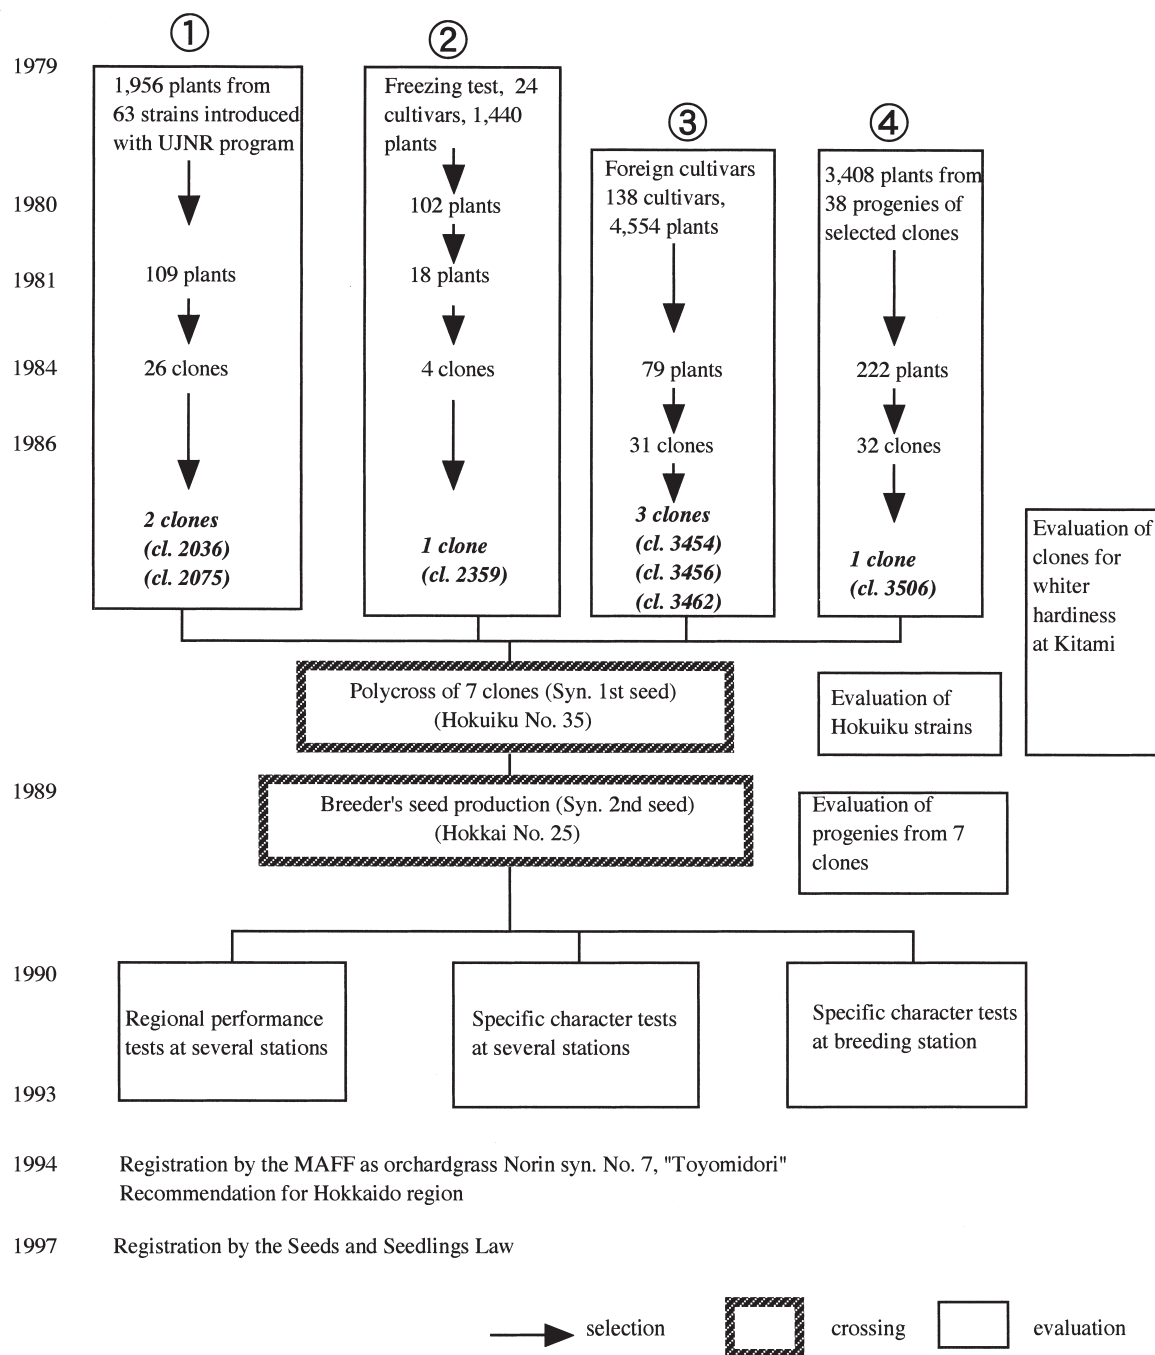 ①
②
③
④
1979
1,956 plants from
63 strains introduced
with UJNR program
109 plants
26 clones
2 clones
(cl. 2036)
(cl. 2075)
Freezing test, 24
cultivars, 1,440
plants
102 plants
18 plants
4 clones
1 clone
(cl. 2359)
Foreign cultivars
138 cultivars,
4,554 plants
79 plants
31 clones
3 clones
(cl. 3454)
(cl. 3456)
(cl. 3462)
3,408 plants from
38 progenies of
selected clones
222 plants
32 clones
1 clone
(cl. 3506)
1980
1981
1984
1986
Evaluation of
clones for
whiter
hardiness
at Kitami
Polycross of 7 clones (Syn. 1st seed)
(Hokuiku No. 35)
Evaluation of
Hokuiku strains
1989
Breeder's seed production (Syn. 2nd seed)
(Hokkai No. 25)
Evaluation of
progenies from 7
clones
1990
Regional performance
tests at several stations
Specific character tests
at several stations
Specific character tests
at breeding station
1993
1994
Registration by the MAFF as orchardgrass Norin syn. No. 7, "Toyomidori"
Recommendation for Hokkaido region
1997
Registration by the Seeds and Seedlings Law
selection
crossing
evaluation